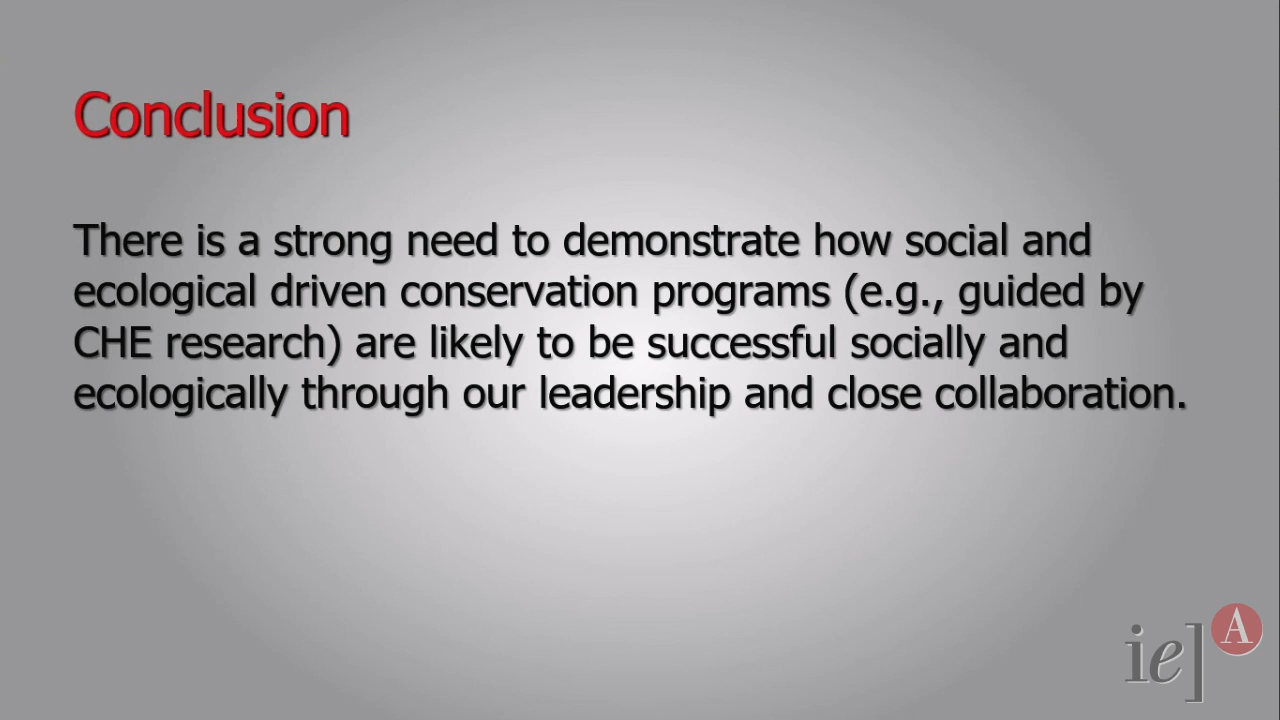 Conclusion
There is a strong need to demonstrate how social and
ecological driven conservation programs (e.g., guided by
CHE research) are likely to be successful socially and
ecologically through our leadership and close collaboration.
ie] A